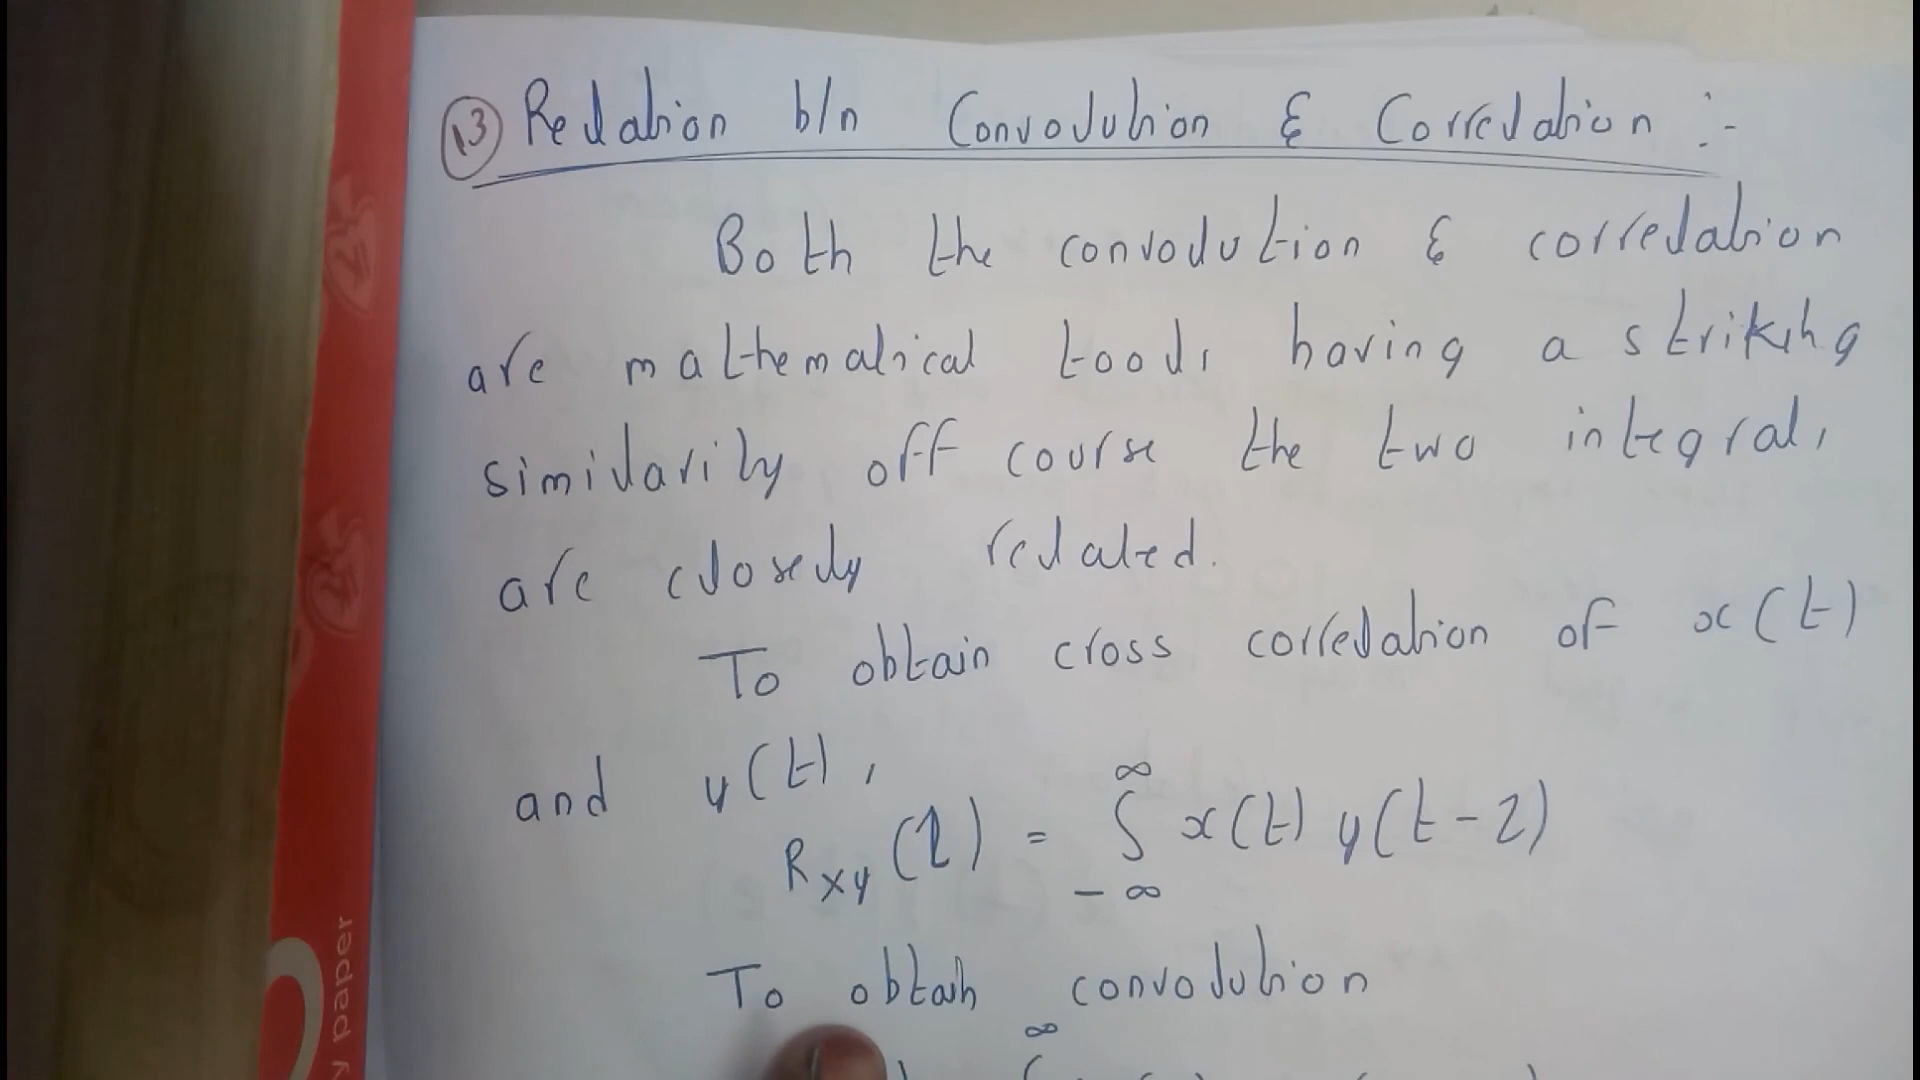 13 Relation b/n Convolution & Correlation :-
Both the convolution & correlation
are mathematical tools having a striking
similarity off course the two integrals
are closely related.
To obtain cross correlation of x(t)
and y(t),
Rxy(τ) = ∫_{-∞}^{∞} x(t) y(t-τ)
To obtain convolution
∞
y paper